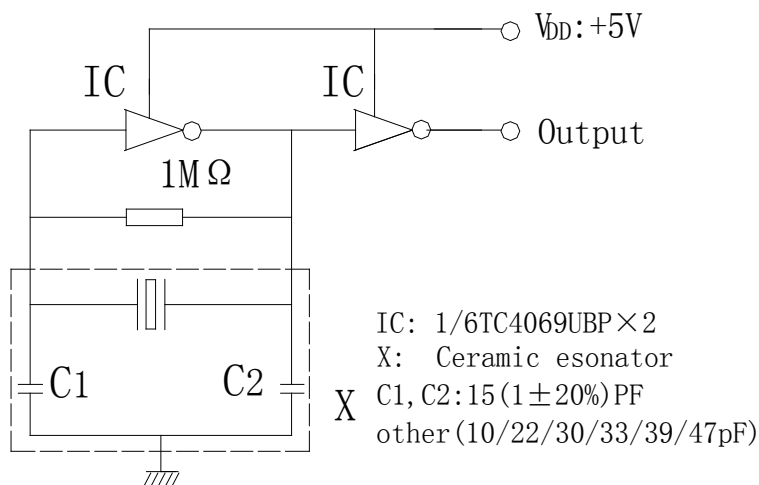 VDD:+5V
IC
IC
Output
1MΩ
C1
C2
X
IC: 1/6TC4069UBP×2
X: Ceramic esonator
C1,C2:15(1±20%)PF
other(10/22/30/33/39/47pF)